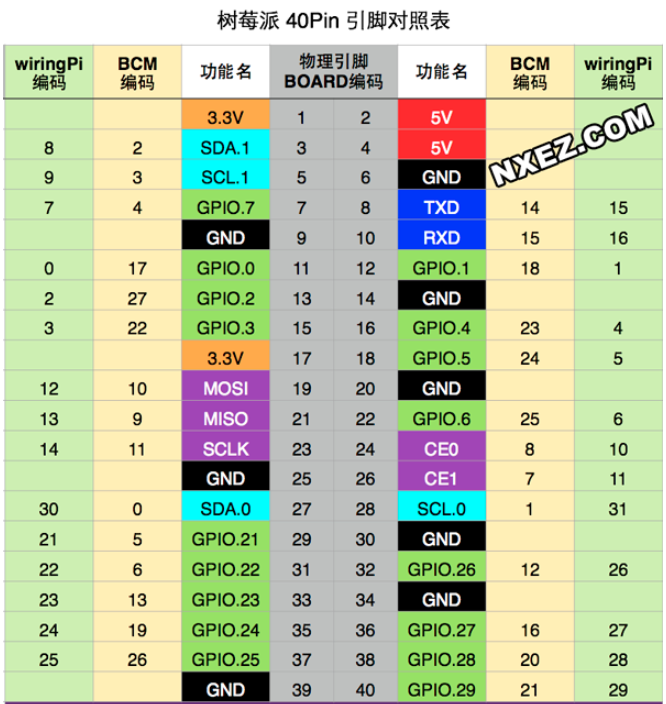 树莓派 40Pin 引脚对照表
wiringPi 编码 BCM 编码 功能名 物理引脚 BOARD编码 功能名 BCM 编码 wiringPi 编码
3.3V 1 2 5V
8 2 SDA.1 3 4 5V
9 3 SCL.1 5 6 GND
NXEZ.COM
7 4 GPIO.7 7 8 TXD 14 15
GND 9 10 RXD 15 16
0 17 GPIO.0 11 12 GPIO.1 18 1
2 27 GPIO.2 13 14 GND
3 22 GPIO.3 15 16 GPIO.4 23 4
3.3V 17 18 GPIO.5 24 5
12 10 MOSI 19 20 GND
13 9 MISO 21 22 GPIO.6 25 6
14 11 SCLK 23 24 CE0 8 10
GND 25 26 CE1 7 11
30 0 SDA.0 27 28 SCL.0 1 31
21 5 GPIO.21 29 30 GND
22 6 GPIO.22 31 32 GPIO.26 12 26
23 13 GPIO.23 33 34 GND
24 19 GPIO.24 35 36 GPIO.27 16 27
25 26 GPIO.25 37 38 GPIO.28 20 28
GND 39 40 GPIO.29 21 29